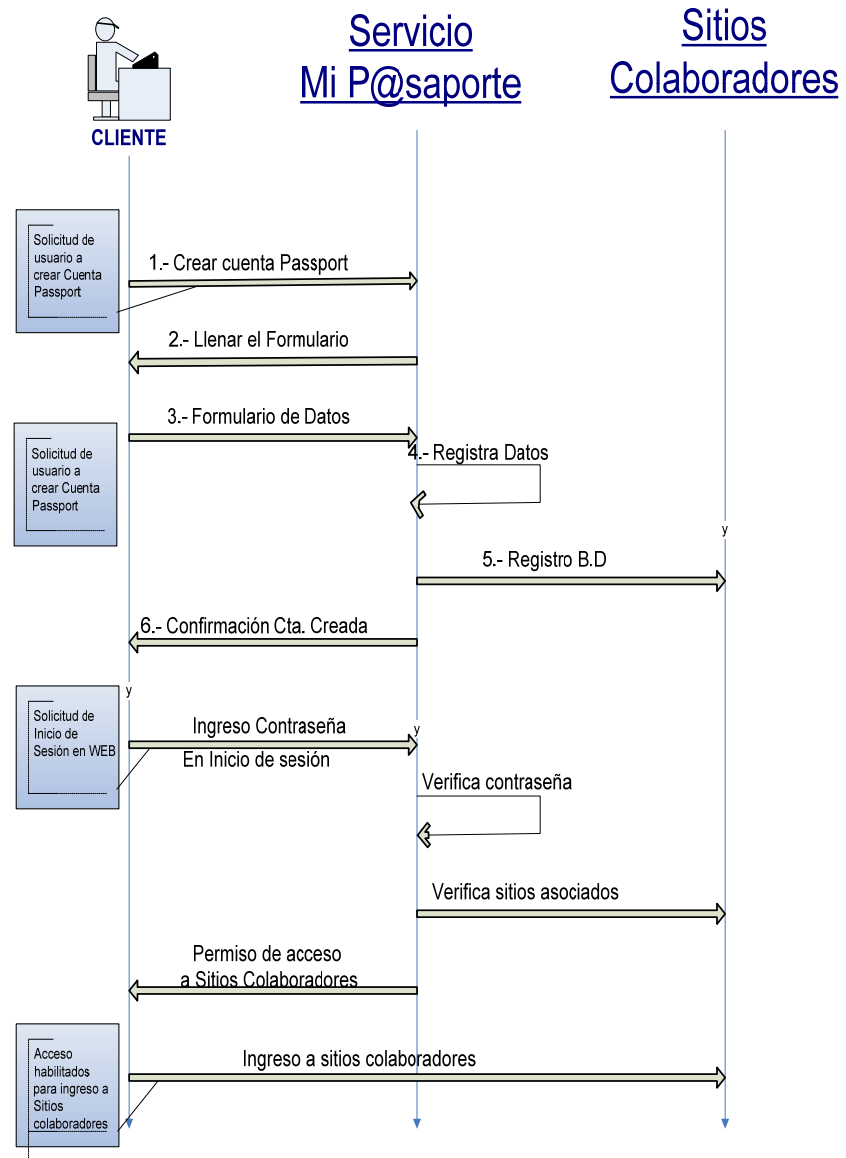 Servicio
Mi P@saporte
Sitios
Colaboradores
CLIENTE
Solicitud de
usuario a
crear Cuenta
Passport
1.- Crear cuenta Passport
2.- Llenar el Formulario
3.- Formulario de Datos
Solicitud de
usuario a
crear Cuenta
Passport
4.- Registra Datos
y
5.- Registro B.D
6.- Confirmación Cta. Creada
y
Solicitud de
Inicio de
Sesión en WEB
Ingreso Contraseña
y
En Inicio de sesión
Verifica contraseña
Verifica sitios asociados
Permiso de acceso
a Sitios Colaboradores
Acceso
habilitados
para ingreso a
Sitios
colaboradores
Ingreso a sitios colaboradores